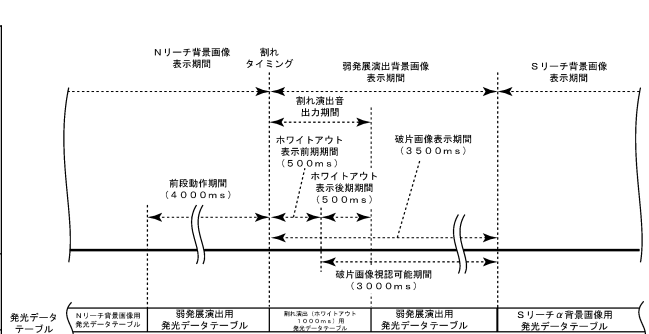 Nリーチ背景画像
表示期間
割れ
タイミング
弱発展演出背景画像
表示期間
Sリーチ背景画像
表示期間
割れ演出音
出力期間
ホワイトアウト
表示前期期間
(500ms)
破片画像表示期間
(3500ms)
ホワイトアウト
表示後期期間
(500ms)
前段動作期間
(4000ms)
破片画像視認可能期間
(3000ms)
発光データ
テーブル
Nリーチ背景画像用
発光データテーブル
弱発展演出用
発光データテーブル
割れ演出(ホワイトアウト
1000ms)用
発光データテーブル
弱発展演出用
発光データテーブル
Sリーチα背景画像用
発光データテーブル